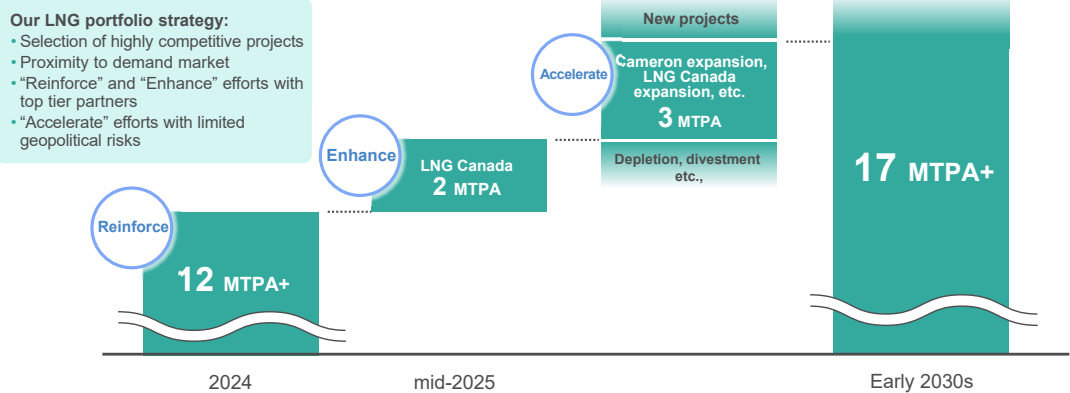 Our LNG portfolio strategy:
• Selection of highly competitive projects
• Proximity to demand market
• “Reinforce” and “Enhance” efforts with
top tier partners
• “Accelerate” efforts with limited
geopolitical risks
New projects
Accelerate
Cameron expansion,
LNG Canada
expansion, etc.
3 MTPA
Depletion, divestment
etc.,
Enhance
LNG Canada
2 MTPA
17 MTPA+
Reinforce
12 MTPA+
2024
mid-2025
Early 2030s